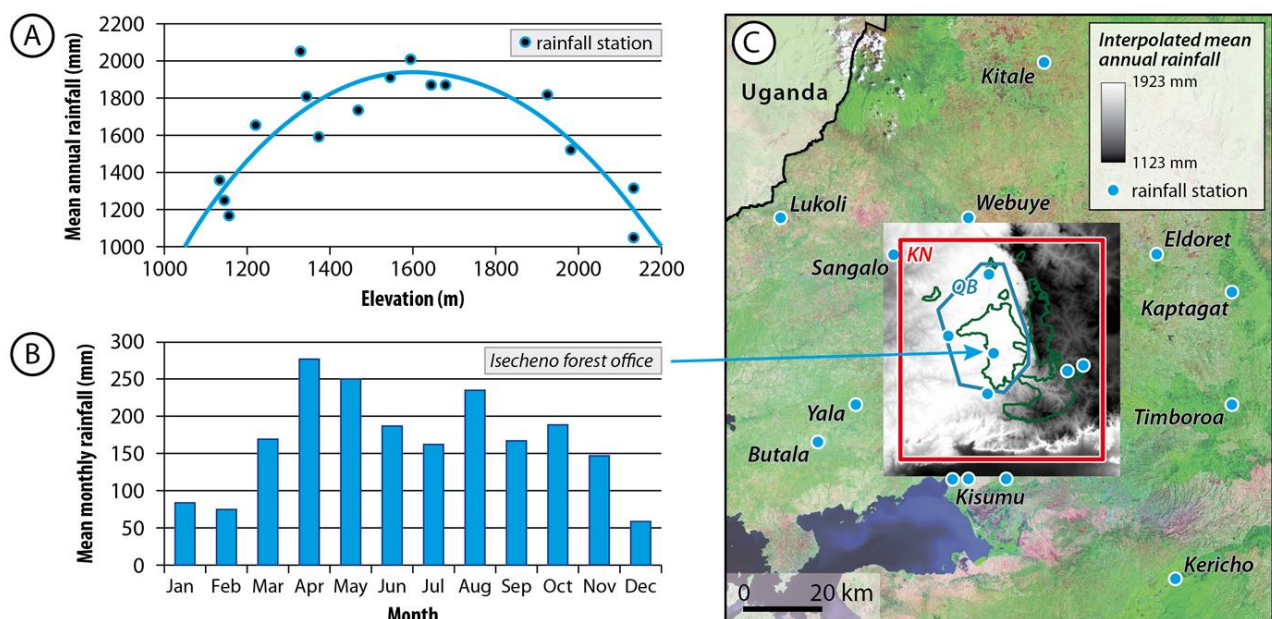 A
Mean annual rainfall (mm)
2200
2000
1800
1600
1400
1200
1000
rainfall station
1000 1200 1400 1600 1800 2000 2200
Elevation (m)
B
Mean monthly rainfall (mm)
300
250
200
150
100
50
0
Isecheno forest office
Jan Feb Mar Apr May Jun Jul Aug Sep Oct Nov Dec
Month
C
Interpolated mean
annual rainfall
1923 mm
1123 mm
rainfall station
Uganda
Kitale
Lukoli
Webuye
Sangalo
KN
Eldoret
QB
Kaptagat
Yala
Timboroa
Butala
Kisumu
Kericho
0 20 km